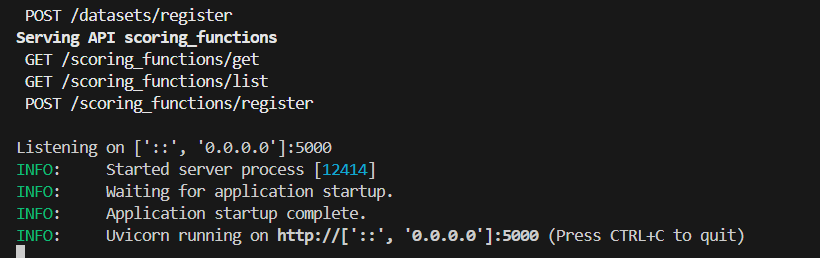 POST /datasets/register
Serving API scoring_functions
GET /scoring_functions/get
GET /scoring_functions/list
POST /scoring_functions/register
Listening on ['::', '0.0.0.0']:5000
INFO: Started server process [12414]
INFO: Waiting for application startup.
INFO: Application startup complete.
INFO: Uvicorn running on http://['::', '0.0.0.0']:5000 (Press CTRL+C to quit)